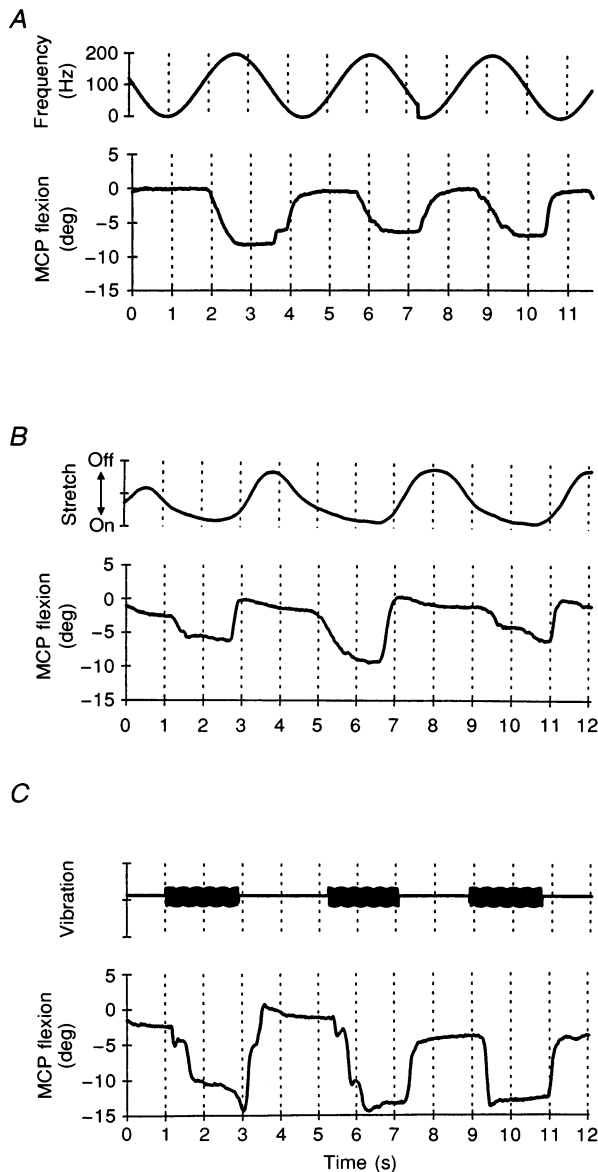 A
Frequency
(Hz)
200
100
0
MCP flexion
(deg)
5
0
−5
−10
−15
0 1 2 3 4 5 6 7 8 9 10 11
B
Stretch
Off
On
MCP flexion
(deg)
5
0
−5
−10
−15
0 1 2 3 4 5 6 7 8 9 10 11 12
C
Vibration
MCP flexion
(deg)
5
0
−5
−10
−15
0 1 2 3 4 5 6 7 8 9 10 11 12
Time (s)